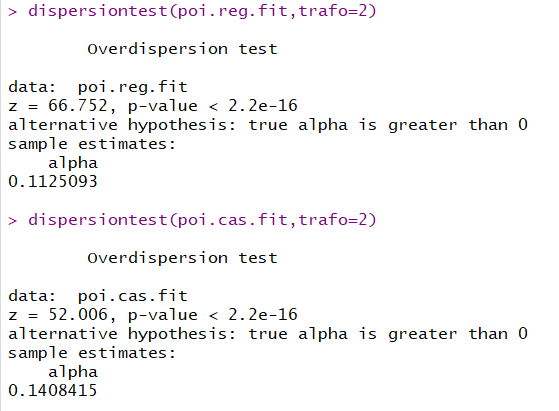 > dispersiontest(poi.reg.fit,trafo=2)
Overdispersion test
data:  poi.reg.fit
z = 66.752, p-value < 2.2e-16
alternative hypothesis: true alpha is greater than 0
sample estimates:
alpha
0.1125093
> dispersiontest(poi.cas.fit,trafo=2)
Overdispersion test
data:  poi.cas.fit
z = 52.006, p-value < 2.2e-16
alternative hypothesis: true alpha is greater than 0
sample estimates:
alpha
0.1408415